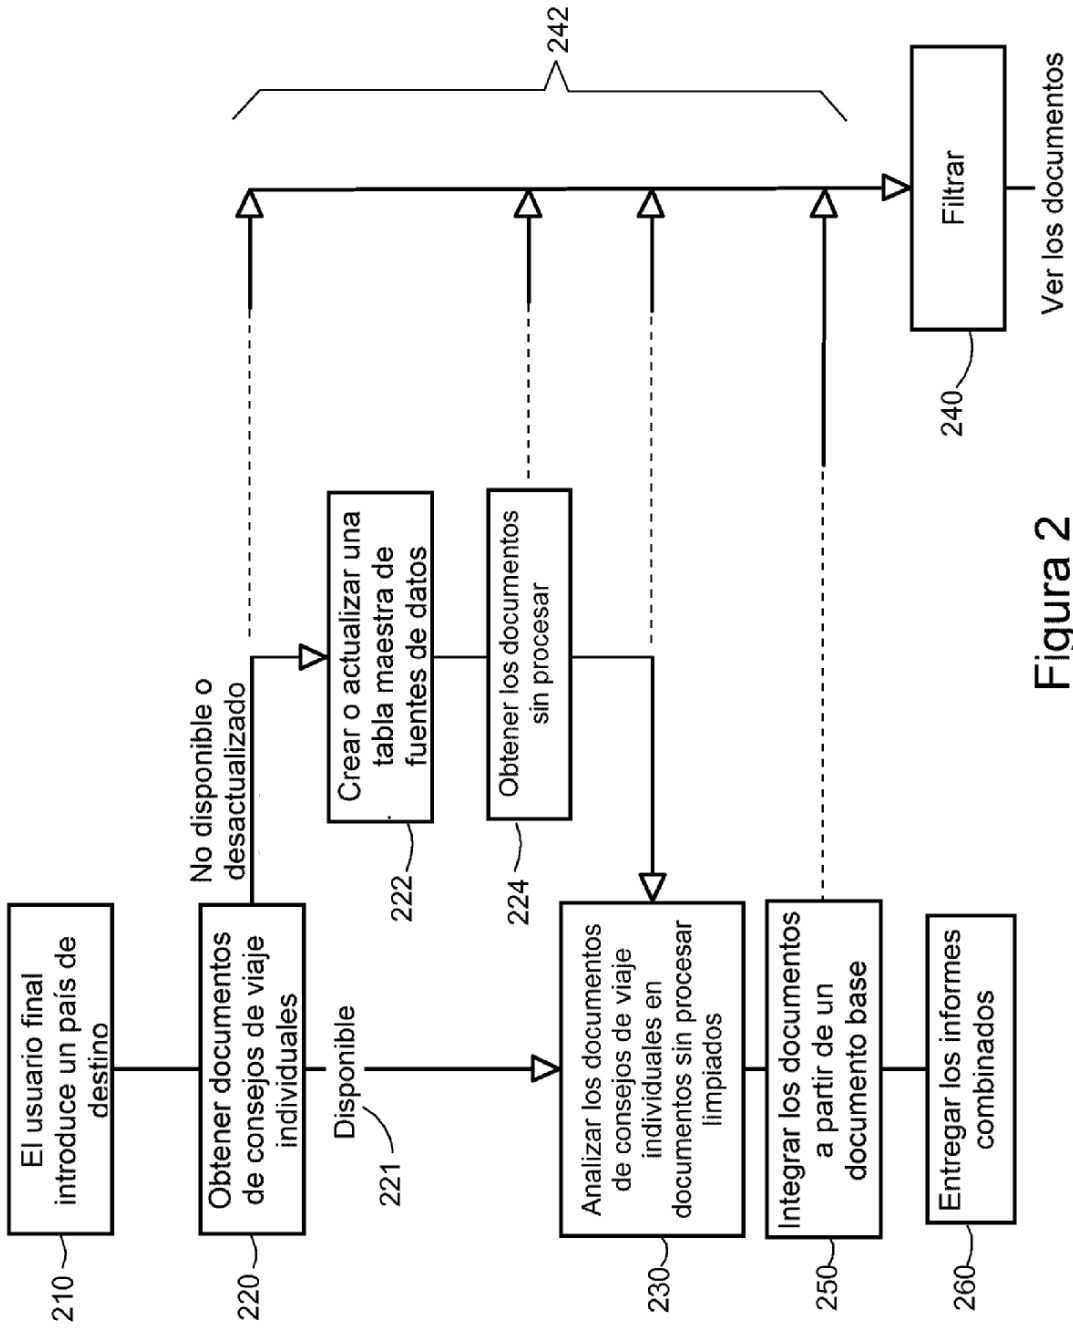 210
El usuario final
introduce un país de
destino
220
Obtener documentos
de consejos de viaje
individuales
No disponible o
desactualizado
Disponible
221
222
Crear o actualizar una
tabla maestra de
fuentes de datos
224
Obtener los documentos
sin procesar
230
Analizar los documentos
de consejos de viaje
individuales en
documentos sin procesar
limpiados
250
Integrar los documentos
a partir de un
documento base
260
Entregar los informes
combinados
242
240
Filtrar
Ver los documentos
Figura 2